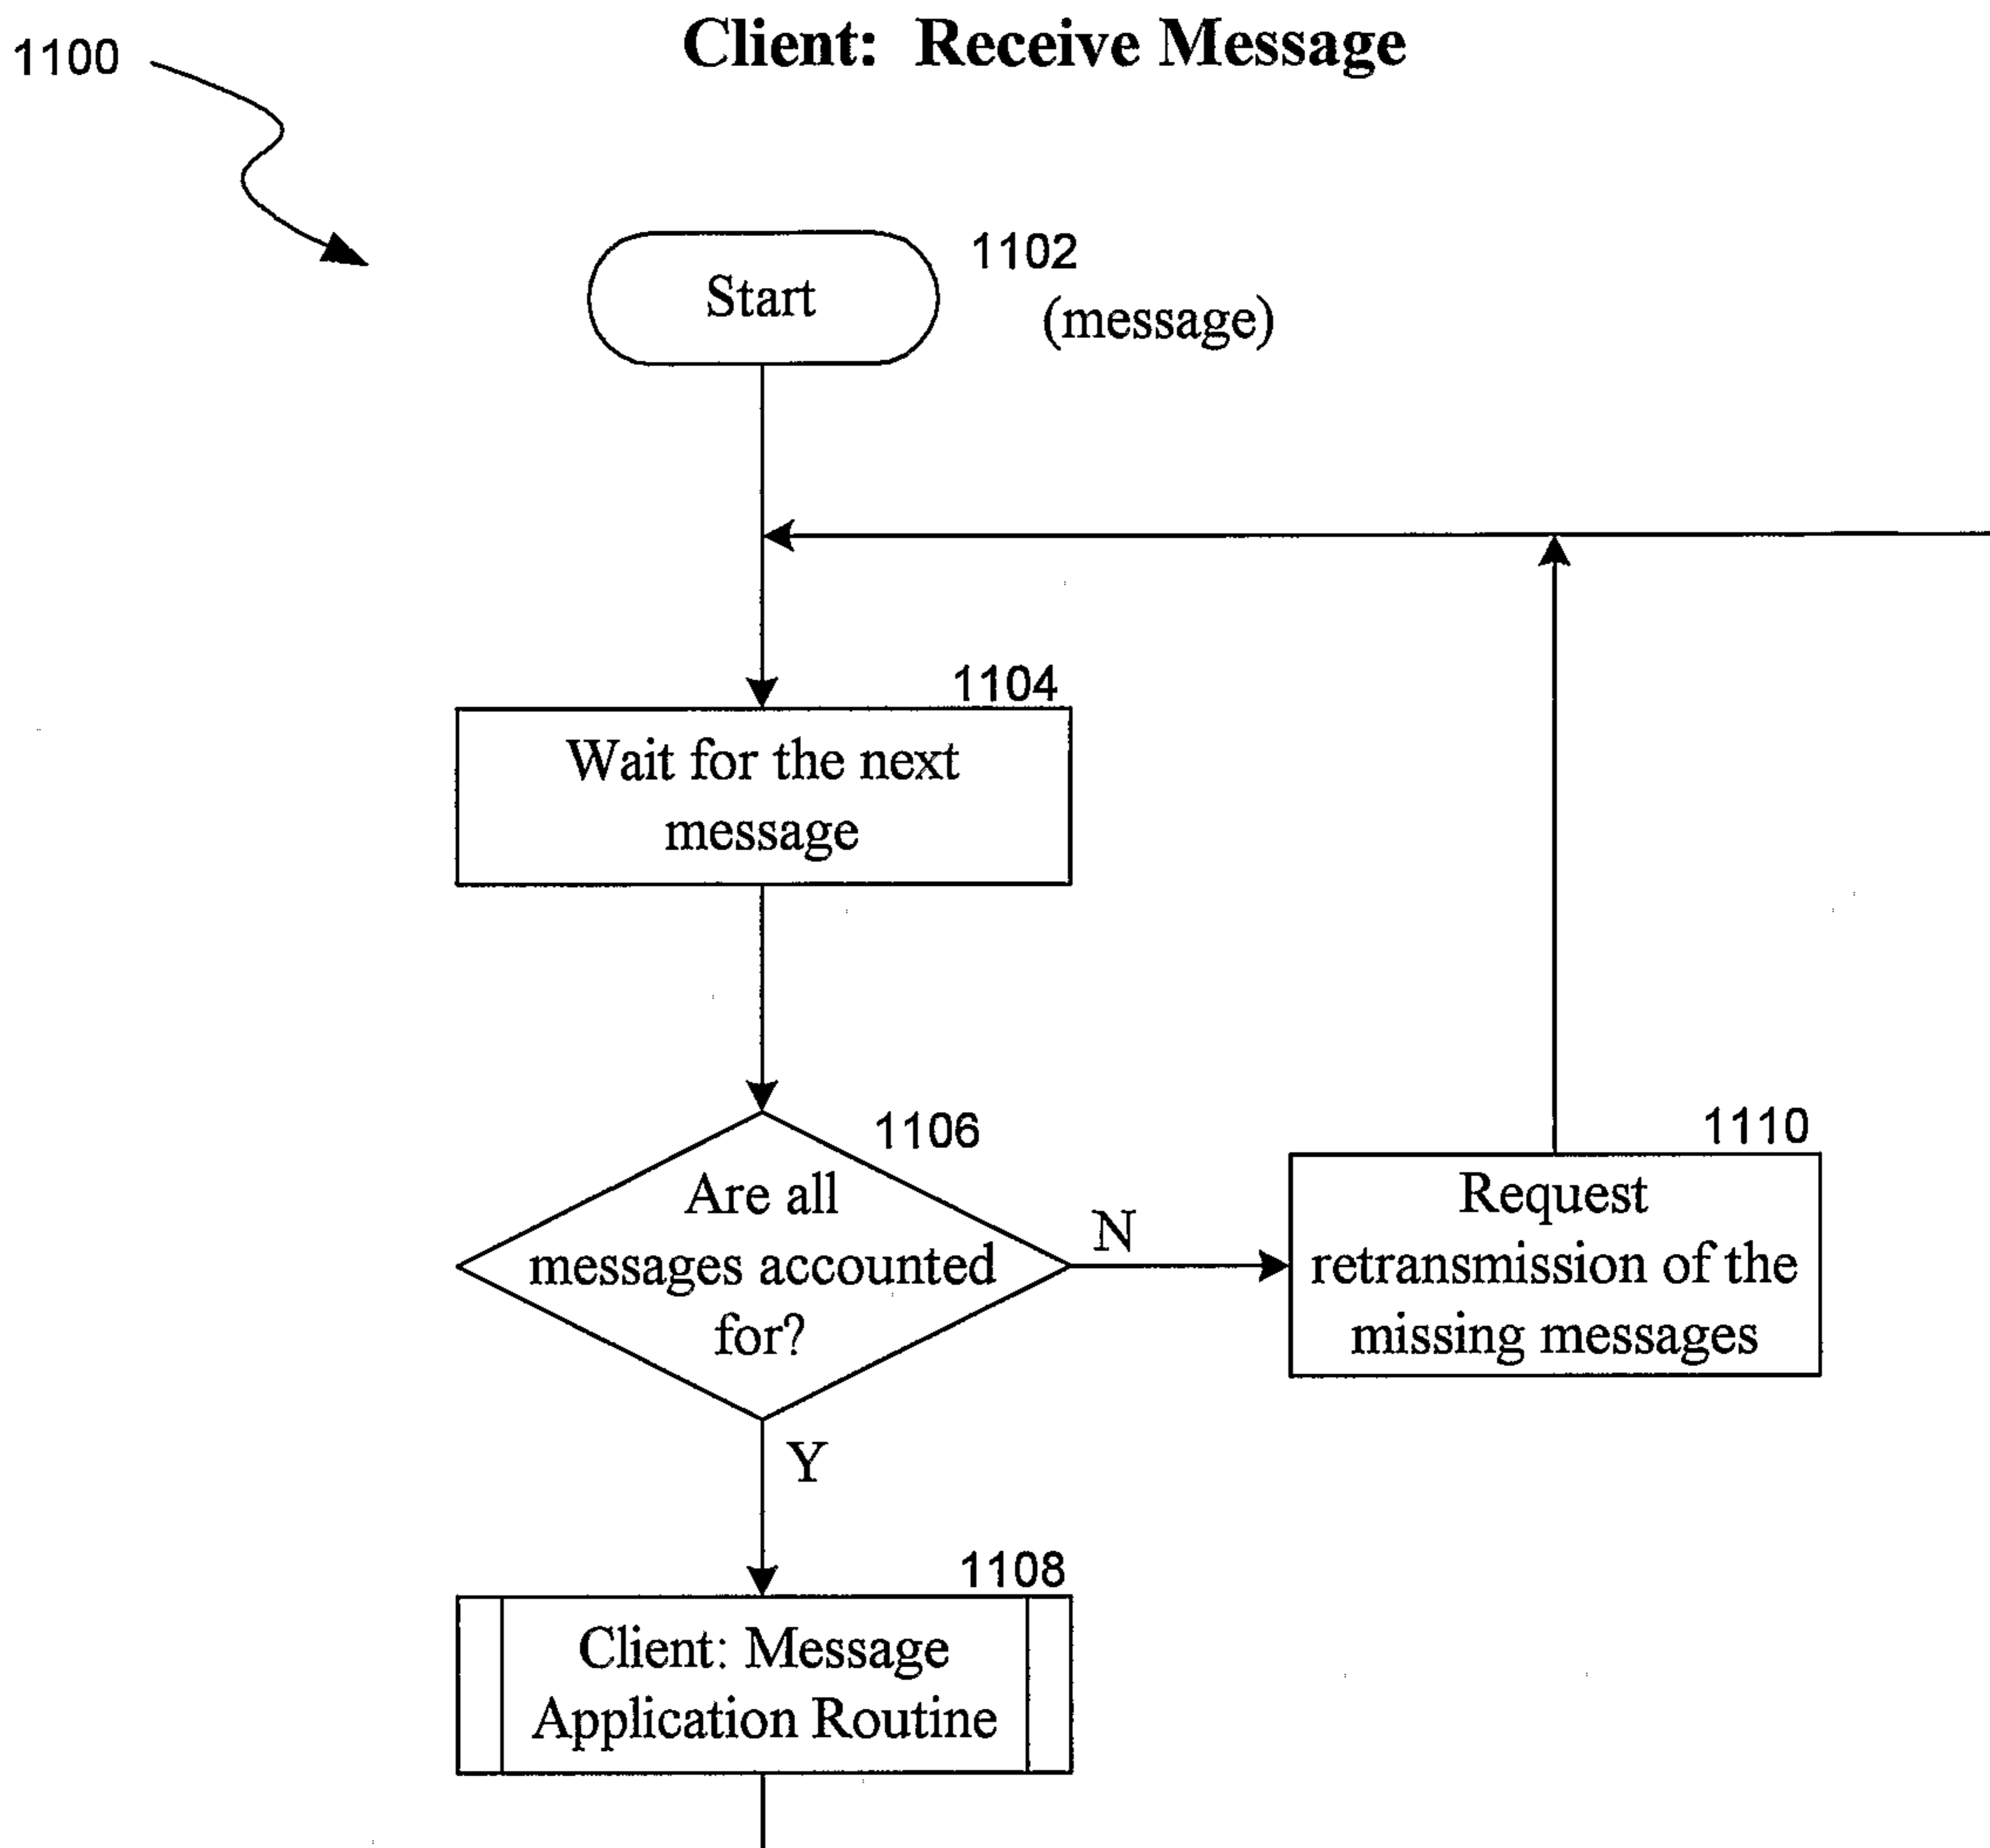 Client: Receive Message
1100
1102
Start
(message)
1104
Wait for the next
message
1106
Are all
messages accounted
for?
N
1110
Request
retransmission of the
missing messages
Y
1108
Client: Message
Application Routine